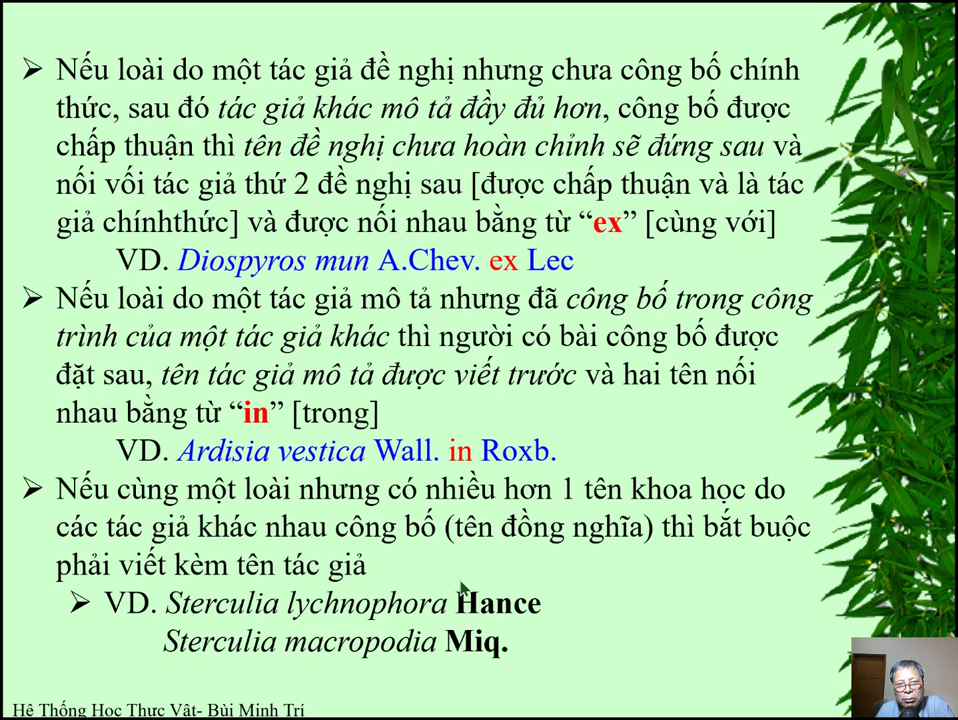 ➢ Nếu loài do một tác giả đề nghị nhưng chưa công bố chính
thức, sau đó tác giả khác mô tả đầy đủ hơn, công bố được
chấp thuận thì tên đề nghị chưa hoàn chỉnh sẽ đứng sau và
nối vối tác giả thứ 2 đề nghị sau [được chấp thuận và là tác
giả chínhthức] và được nối nhau bằng từ “ex” [cùng với]
VD. Diospyros mun A.Chev. ex Lec
➢ Nếu loài do một tác giả mô tả nhưng đã công bố trong công
trình của một tác giả khác thì người có bài công bố được
đặt sau, tên tác giả mô tả được viết trước và hai tên nối
nhau bằng từ “in” [trong]
VD. Ardisia vestica Wall. in Roxb.
➢ Nếu cùng một loài nhưng có nhiều hơn 1 tên khoa học do
các tác giả khác nhau công bố (tên đồng nghĩa) thì bắt buộc
phải viết kèm tên tác giả
➢ VD. Sterculia lychnophora Hance
Sterculia macropodia Miq.
Hệ Thống Học Thực Vật- Bùi Minh Trí